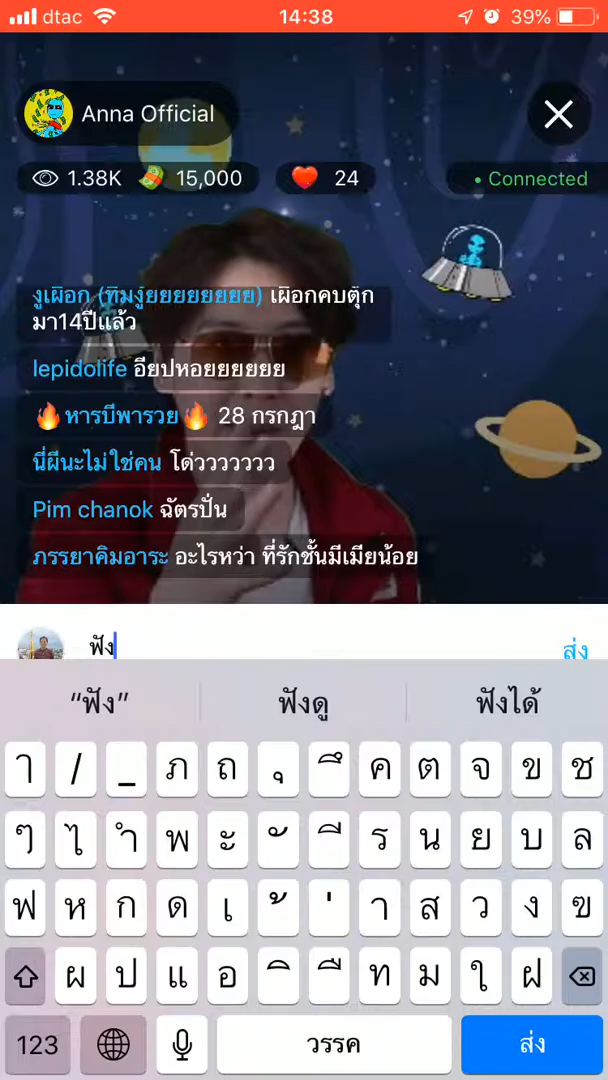 dtac 14:38 39%
Anna Official
1.38K 15,000 24 • Connected
งูเผือก (ทิมงู้ยยยยยยยย) เผือกคบตุ๊ก
มา14ปีแล้ว
lepidolife อียปหอยยยยยย
🔥หารบีพารวย🔥 28 กรกฎา
นี่ผีนะไม่ใช่คน โด่ววววววว
Pim chanok ฉัตรปั่น
ภรรยาคิมอาระ อะไรหว่า ที่รักชั้นมีเมียน้อย
ฟัง ส่ง
“ฟัง” ฟังดู ฟังได้
ๅ / _ ภ ถ ุ ึ ค ต จ ข ช
ๆ ไ ำ พ ะ ั ี ร น ย บ ล
ฟ ห ก ด เ ้ ่ า ส ว ง ฃ
ผ ป แ อ ิ ื ท ม ใ ฝ
123 วรรค ส่ง